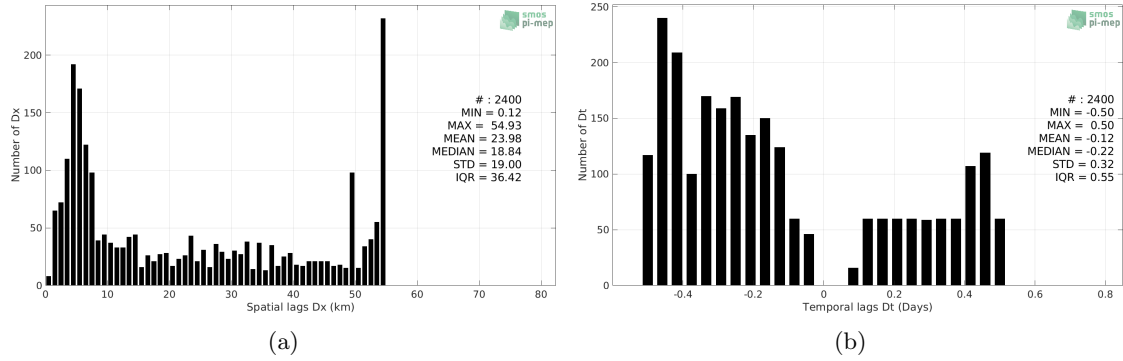 smos
pi-mep
200
150
100
50
0
Number of Dx
# : 2400
MIN = 0.12
MAX = 54.93
MEAN = 23.98
MEDIAN = 18.84
STD = 19.00
IQR = 36.42
0 10 20 30 40 50 60 70 80
Spatial lags Dx (km)
(a)
smos
pi-mep
250
200
150
100
50
0
Number of Dt
# : 2400
MIN = -0.50
MAX = 0.50
MEAN = -0.12
MEDIAN = -0.22
STD = 0.32
IQR = 0.55
-0.4 -0.2 0 0.2 0.4 0.6 0.8
Temporal lags Dt (Days)
(b)